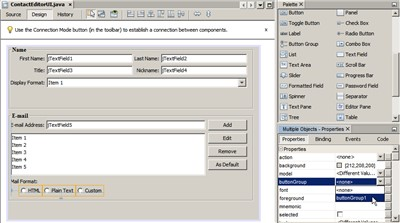 ContactEditorUI.java
Source Design History
Use the Connection Mode button (in the toolbar) to establish a connection between components.
Name
First Name: jTextField1 Last Name: jTextField2
Title: jTextField3 Nickname: jTextField4
Display Format: Item 1
E-mail
E-mail Address: jTextField5 Add
Item 1
Item 2
Item 3
Item 4
Item 5
Edit
Remove
As Default
Mail Format:
HTML Plain Text Custom
Palette
Button Panel
Toggle Button Check Box
Label Radio Button
Button Group Combo Box
List Text Field
Text Area Scroll Bar
Slider Progress Bar
Formatted Field Password Field
Spinner Separator
Text Pane Editor Pane
Tree Table
Multiple Objects - Properties
Properties Binding Events Code
Properties
action <none>
background [212,208,200]
model <Different Valu...
buttonGroup <none>
font <none>
foreground buttonGroup1
mnemonic
selected